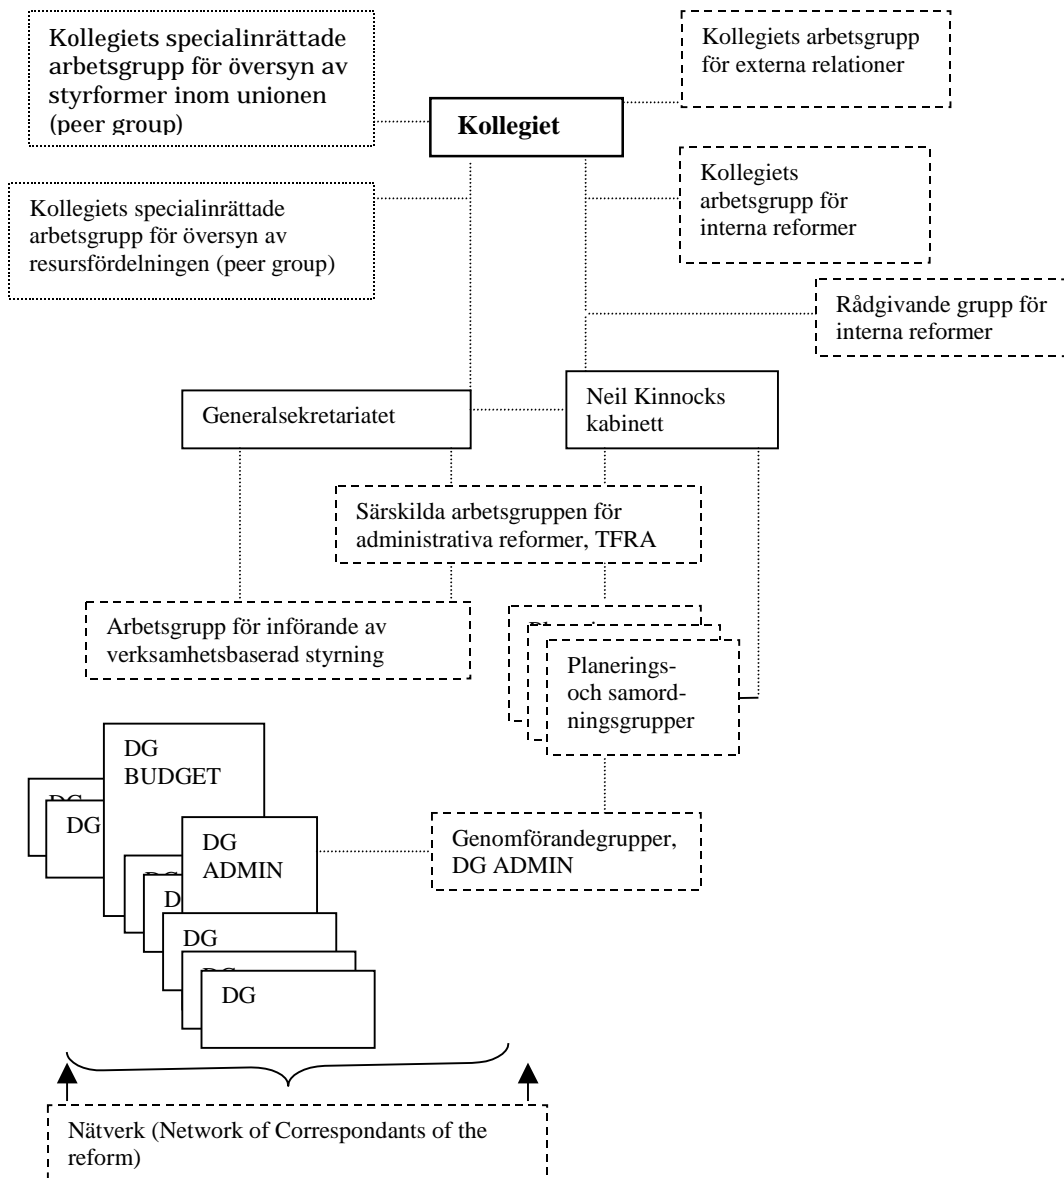 Kollegiets specialinrättade
arbetsgrupp för översyn av
styrformer inom unionen
(peer group)
Kollegiets arbetsgrupp
för externa relationer
Kollegiet
Kollegiets
arbetsgrupp för
interna reformer
Kollegiets specialinrättade
arbetsgrupp för översyn av
resursfördelningen (peer group)
Rådgivande grupp för
interna reformer
Generalsekretariatet
Neil Kinnocks
kabinett
Särskilda arbetsgruppen för
administrativa reformer, TFRA
Arbetsgrupp för införande av
verksamhetsbaserad styrning
Planerings-
och samord-
ningsgrupper
DG
BUDGET
DG
DG
DG
ADMIN
Genomförandegrupper,
DG ADMIN
DG
DG
DG
Nätverk (Network of Correspondants of the
reform)